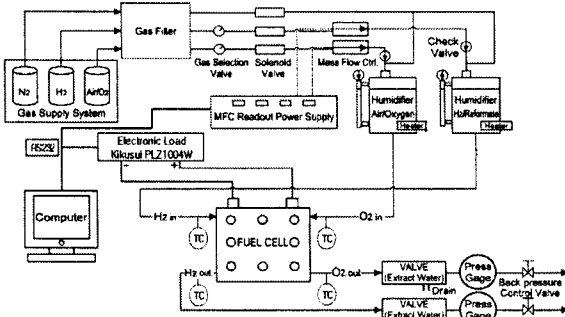 Gas Filter
Gas Selection
Valve
Solenoid
Valve
Mass Flow Ctrl.
Check
Valve
N2
H2
Air/O2
Gas Supply System
MFC Readout Power Supply
Humidifier
Air/Oxygen
Heater
Humidifier
H2/Reformate
Heater
RS232
Electronic Load
Kikusui PLZ1004W
-
+
Computer
H2 in
O2 in
TC
TC
FUEL CELL
H2 out
O2 out
TC
TC
VALVE
(Extract Water)
Drain
Press
Gage
Back pressure
Control Valve
VALVE
(Extract Water)
Press
Gage